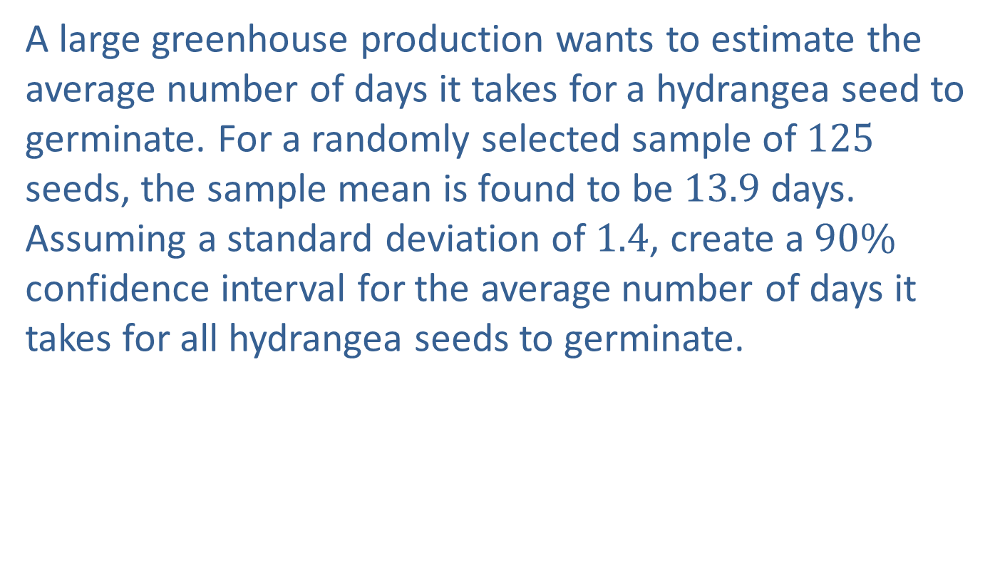 A large greenhouse production wants to estimate the
average number of days it takes for a hydrangea seed to
germinate. For a randomly selected sample of 125
seeds, the sample mean is found to be 13.9 days.
Assuming a standard deviation of 1.4, create a 90%
confidence interval for the average number of days it
takes for all hydrangea seeds to germinate.